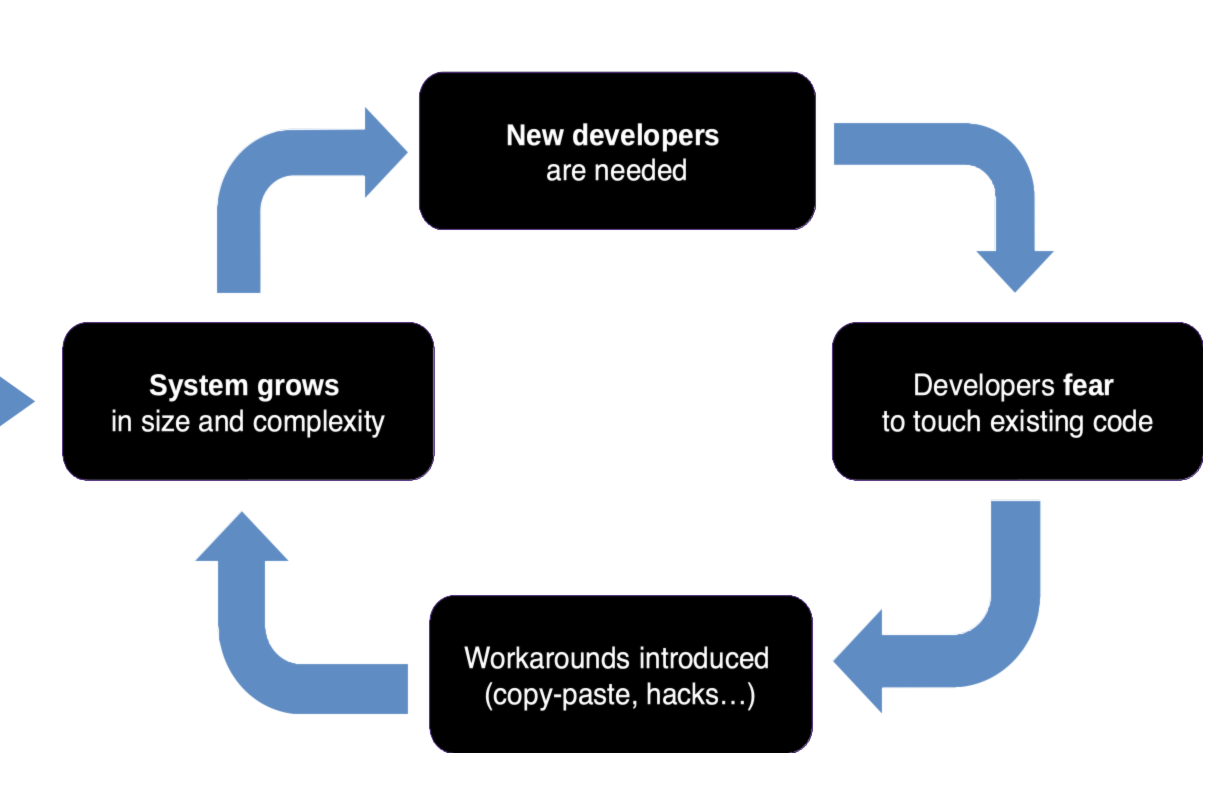 New developers
are needed
System grows
in size and complexity
Developers fear
to touch existing code
Workarounds introduced
(copy-paste, hacks…)